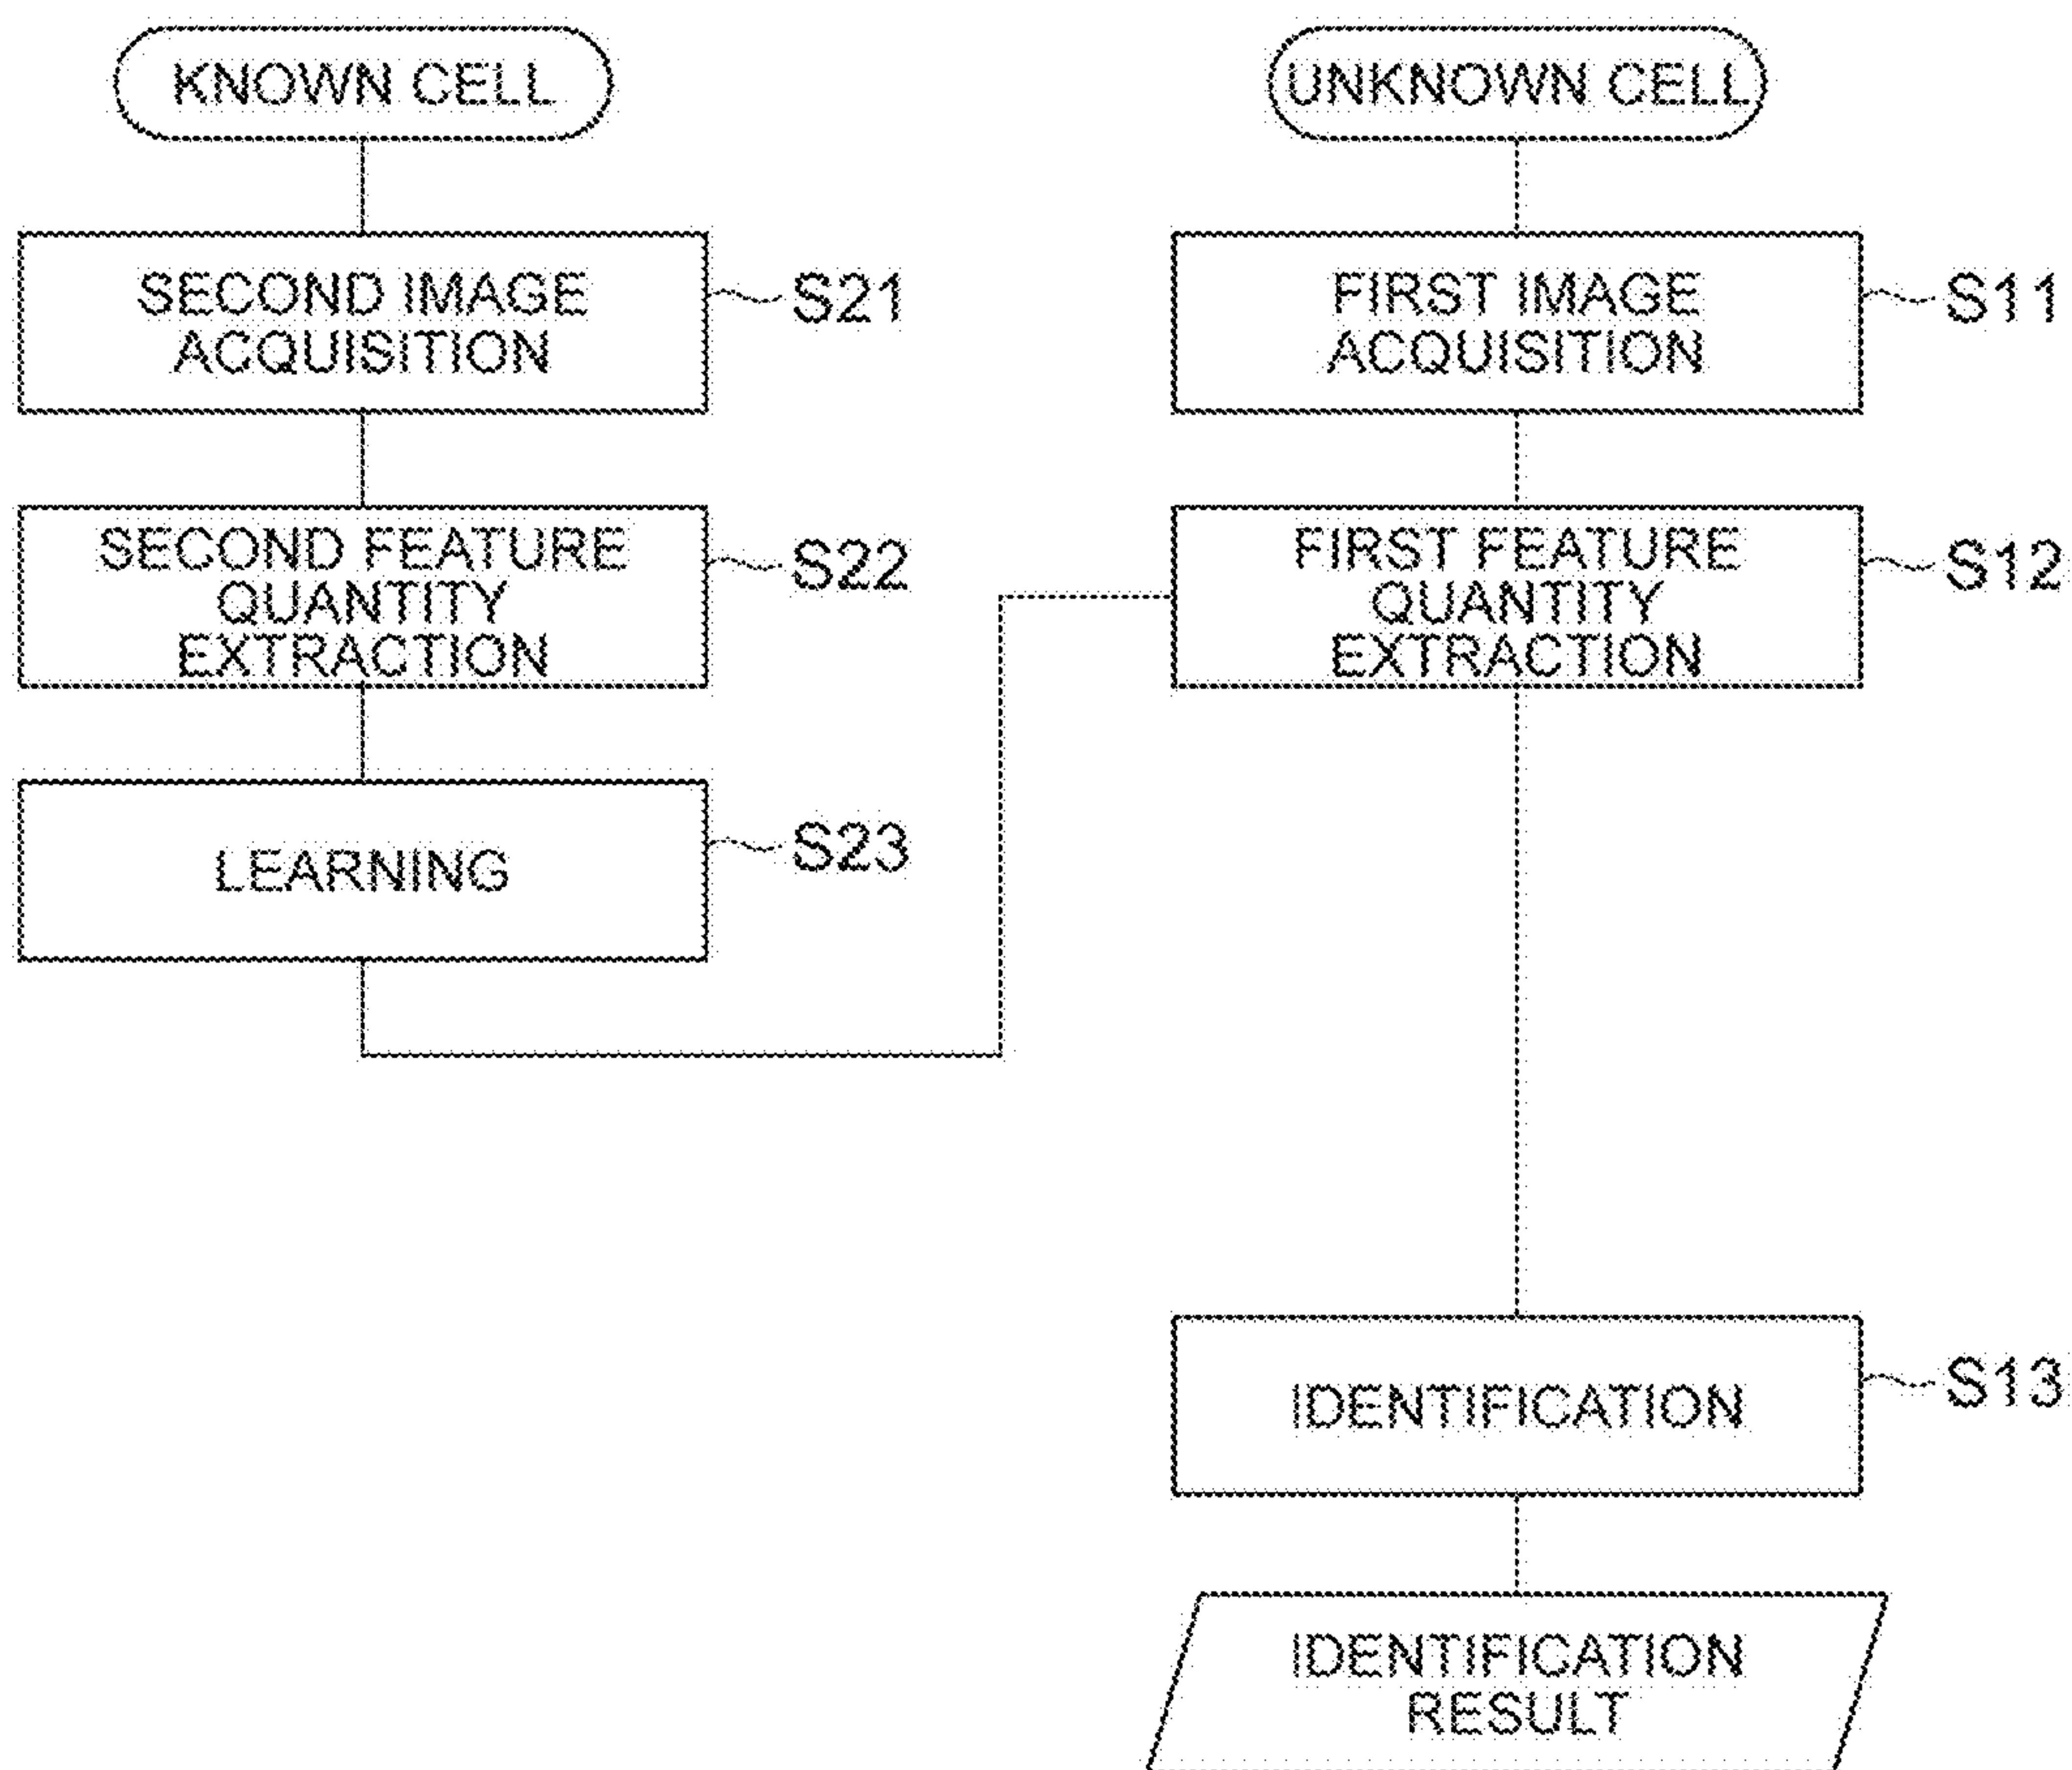 KNOWN CELL
SECOND IMAGE
ACQUISITION
S21
SECOND FEATURE
QUANTITY
EXTRACTION
S22
LEARNING
S23
UNKNOWN CELL
FIRST IMAGE
ACQUISITION
S11
FIRST FEATURE
QUANTITY
EXTRACTION
S12
IDENTIFICATION
S13
IDENTIFICATION
RESULT